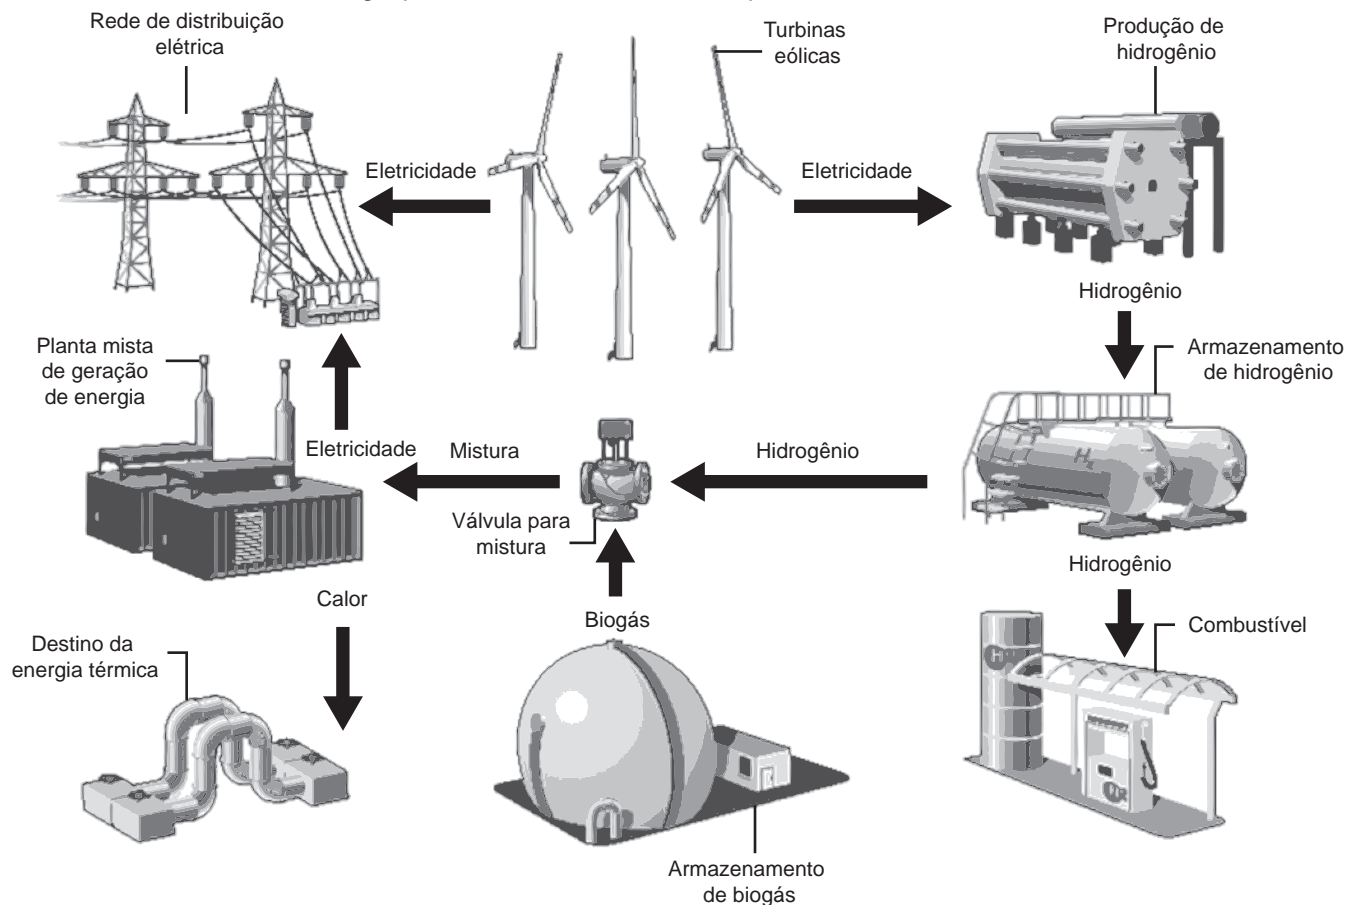 Rede de distribuição
elétrica
Turbinas
eólicas
Produção de
hidrogênio
Eletricidade
Eletricidade
Hidrogênio
Planta mista
de geração
de energia
Armazenamento
de hidrogênio
Eletricidade
Mistura
Hidrogênio
Válvula para
mistura
Hidrogênio
Calor
Biogás
Combustível
Destino da
energia térmica
Armazenamento
de biogás